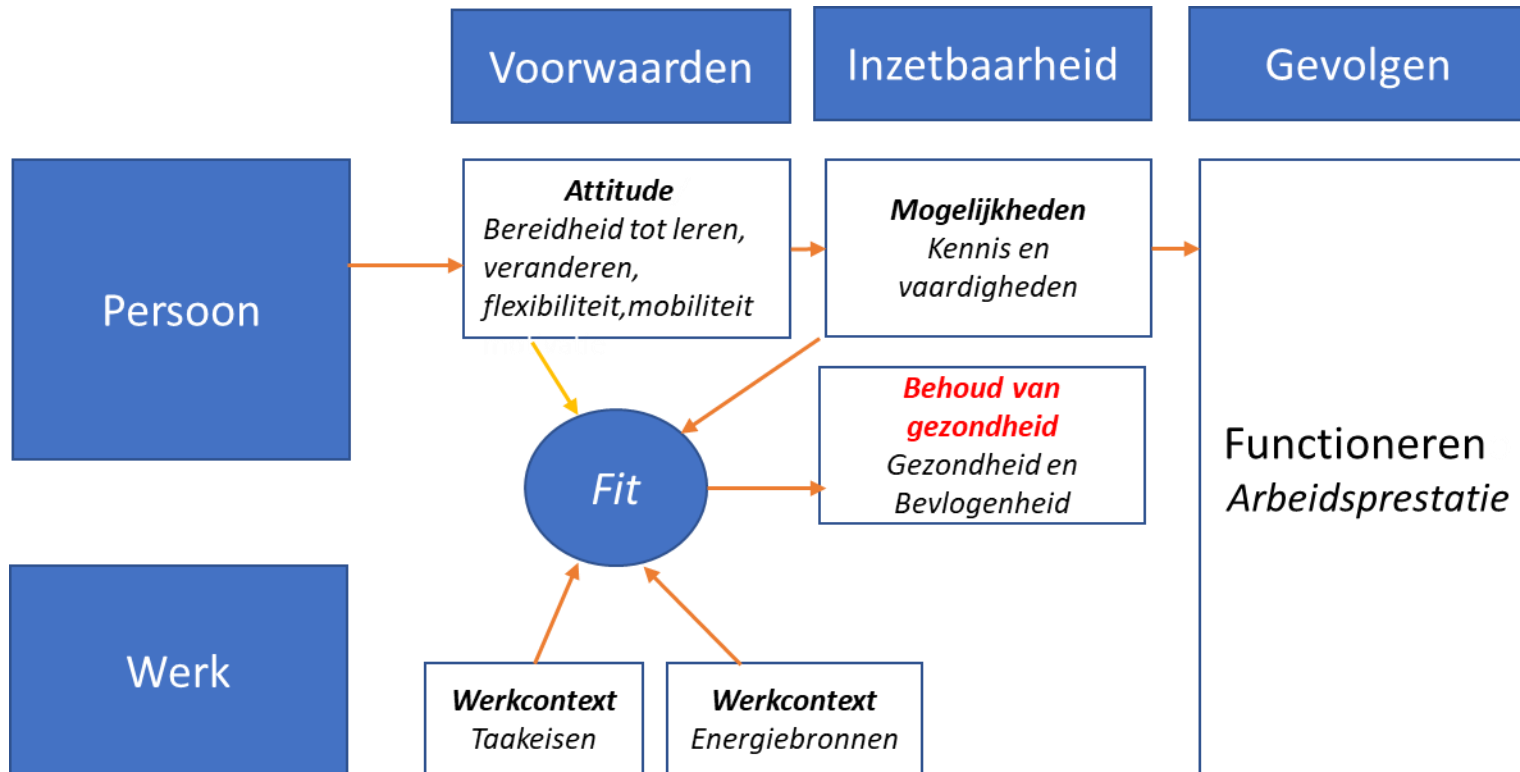 Voorwaarden
Inzetbaarheid
Gevolgen
Persoon
Attitude
Bereidheid tot leren,
veranderen,
flexibiliteit,mobiliteit
Mogelijkheden
Kennis en
vaardigheden
Behoud van
gezondheid
Gezondheid en
Bevlogenheid
Fit
Functioneren
Arbeidsprestatie
Werk
Werkcontext
Taakeisen
Werkcontext
Energiebronnen